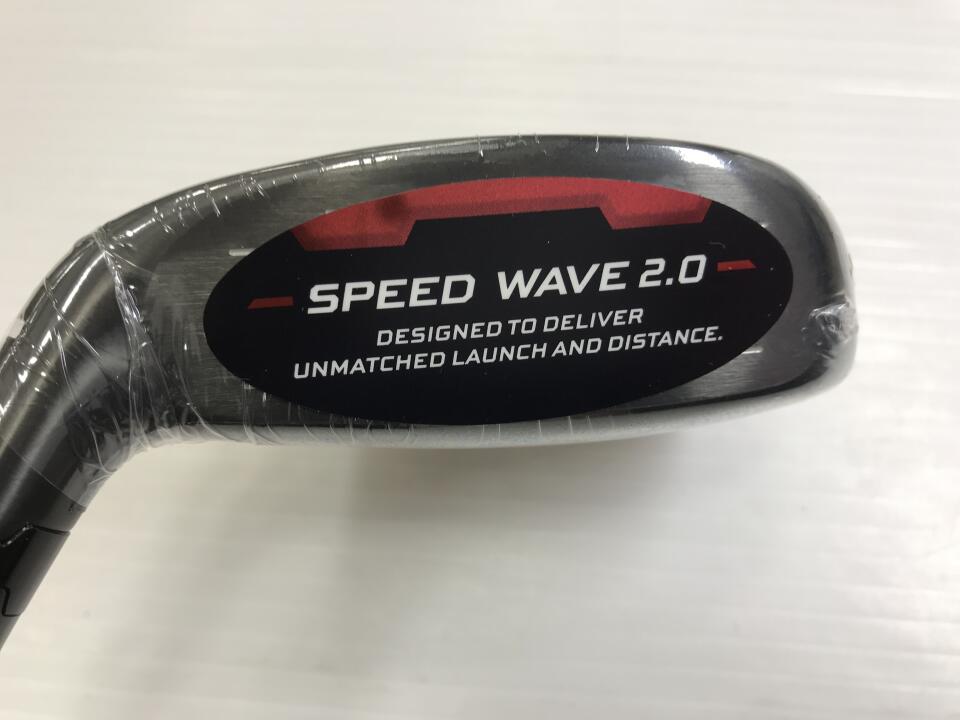 SPEED WAVE 2.0
DESIGNED TO DELIVER
UNMATCHED LAUNCH AND DISTANCE.